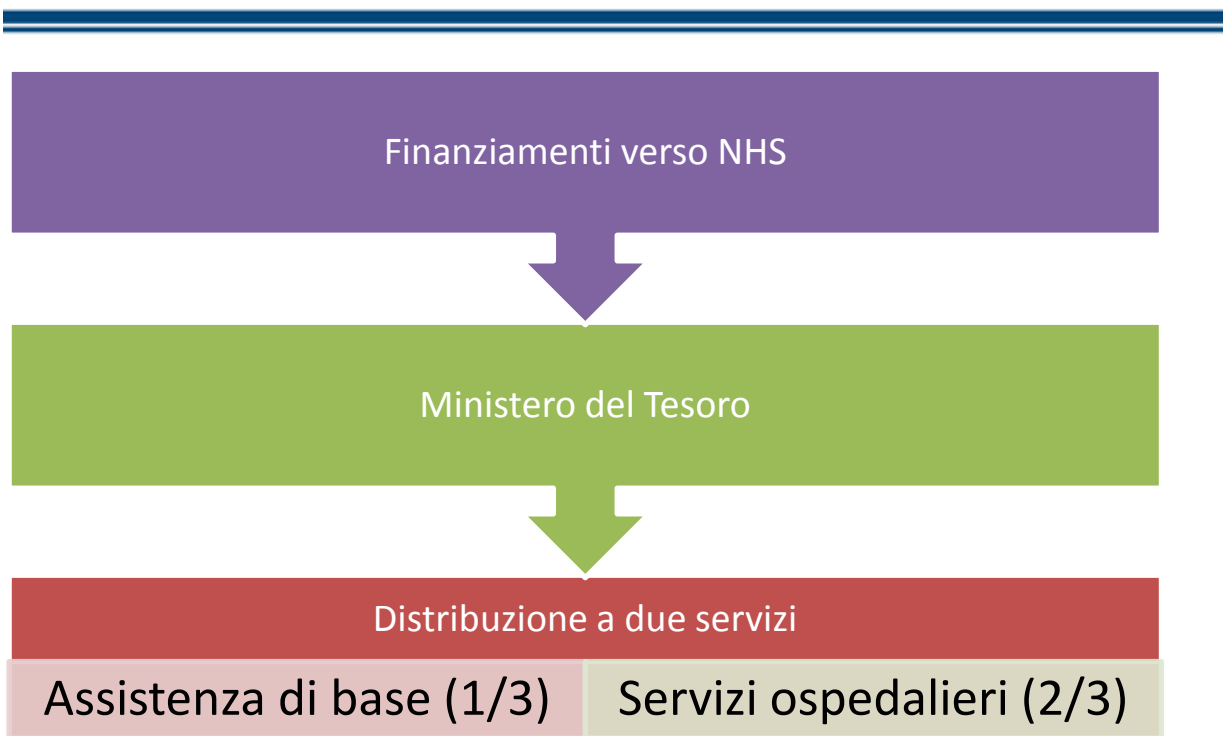 Finanziamenti verso NHS
Ministero del Tesoro
Distribuzione a due servizi
Assistenza di base (1/3)
Servizi ospedalieri (2/3)